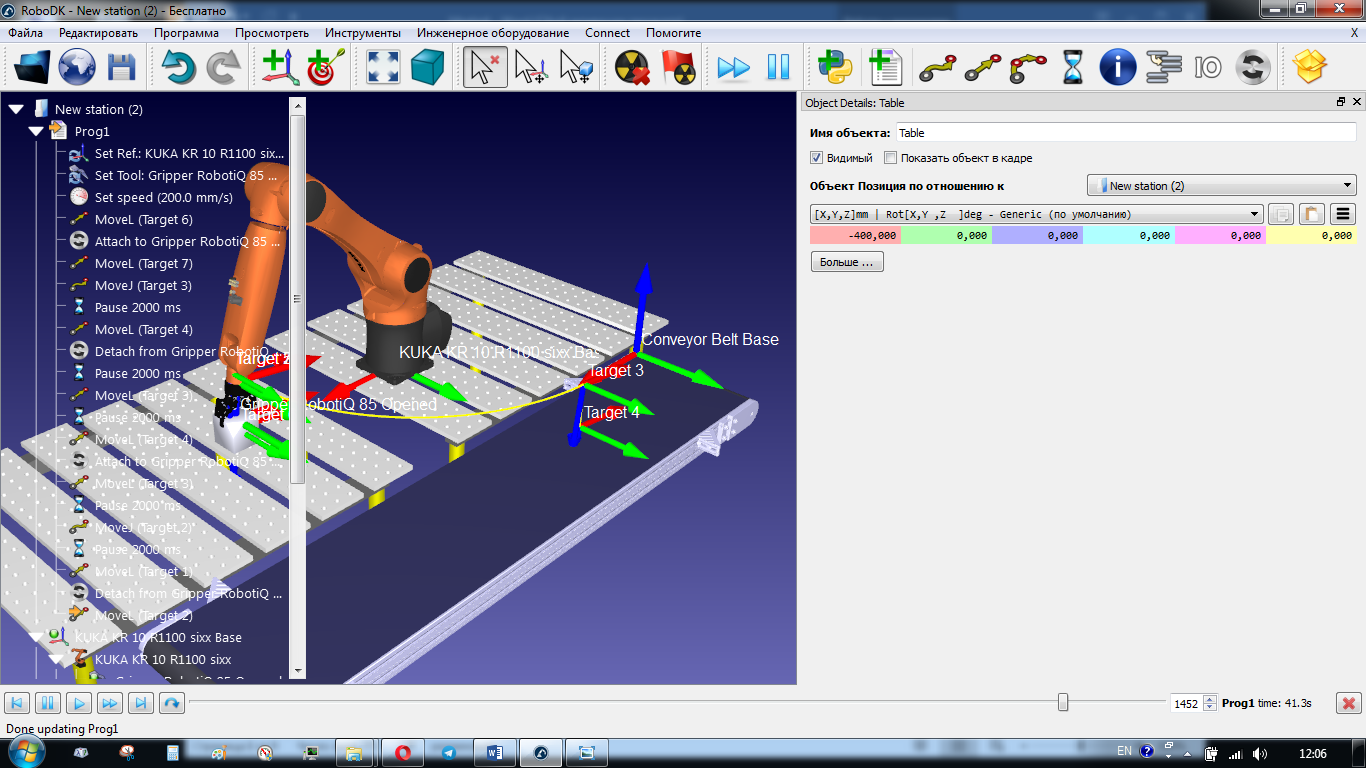 RoboDK - New station (2) - Бесплатно
Файла Редактировать Программа Просмотреть Инструменты Инженерное оборудование Connect Помогите X
New station (2)
Prog1
Set Ref.: KUKA KR 10 R1100 six...
Set Tool: Gripper RobotiQ 85 ...
Set speed (200.0 mm/s)
MoveL (Target 6)
Attach to Gripper RobotiQ 85 ...
MoveL (Target 7)
MoveJ (Target 3)
Pause 2000 ms
MoveL (Target 4)
Detach from Gripper RobotiQ
Pause 2000 ms
MoveL (Target 3)
Pause 2000 ms
MoveL (Target 4)
Attach to Gripper RobotiQ 85 ...
MoveL (Target 3)
Pause 2000 ms
MoveJ (Target 2)
Pause 2000 ms
MoveL (Target 1)
Detach from Gripper RobotiQ ...
MoveL (Target 2)
KUKA KR 10 R1100 sixx Base
KUKA KR 10 R1100 sixx
Conveyor Belt Base
KUKA KR 10 R1100 sixx Bas
Target 2
Target 3
Gripper RobotiQ 85 Opened
Target
Target 4
Object Details: Table
Имя объекта: Table
Видимый Показать объект в кадре
Объект Позиция по отношению к New station (2)
[X,Y,Z]mm | Rot[X,Y ,Z ]deg - Generic (по умолчанию)
-400,000 0,000 0,000 0,000 0,000 0,000
Больше ...
1452 Prog1 time: 41.3s
Done updating Prog1
EN 12:06